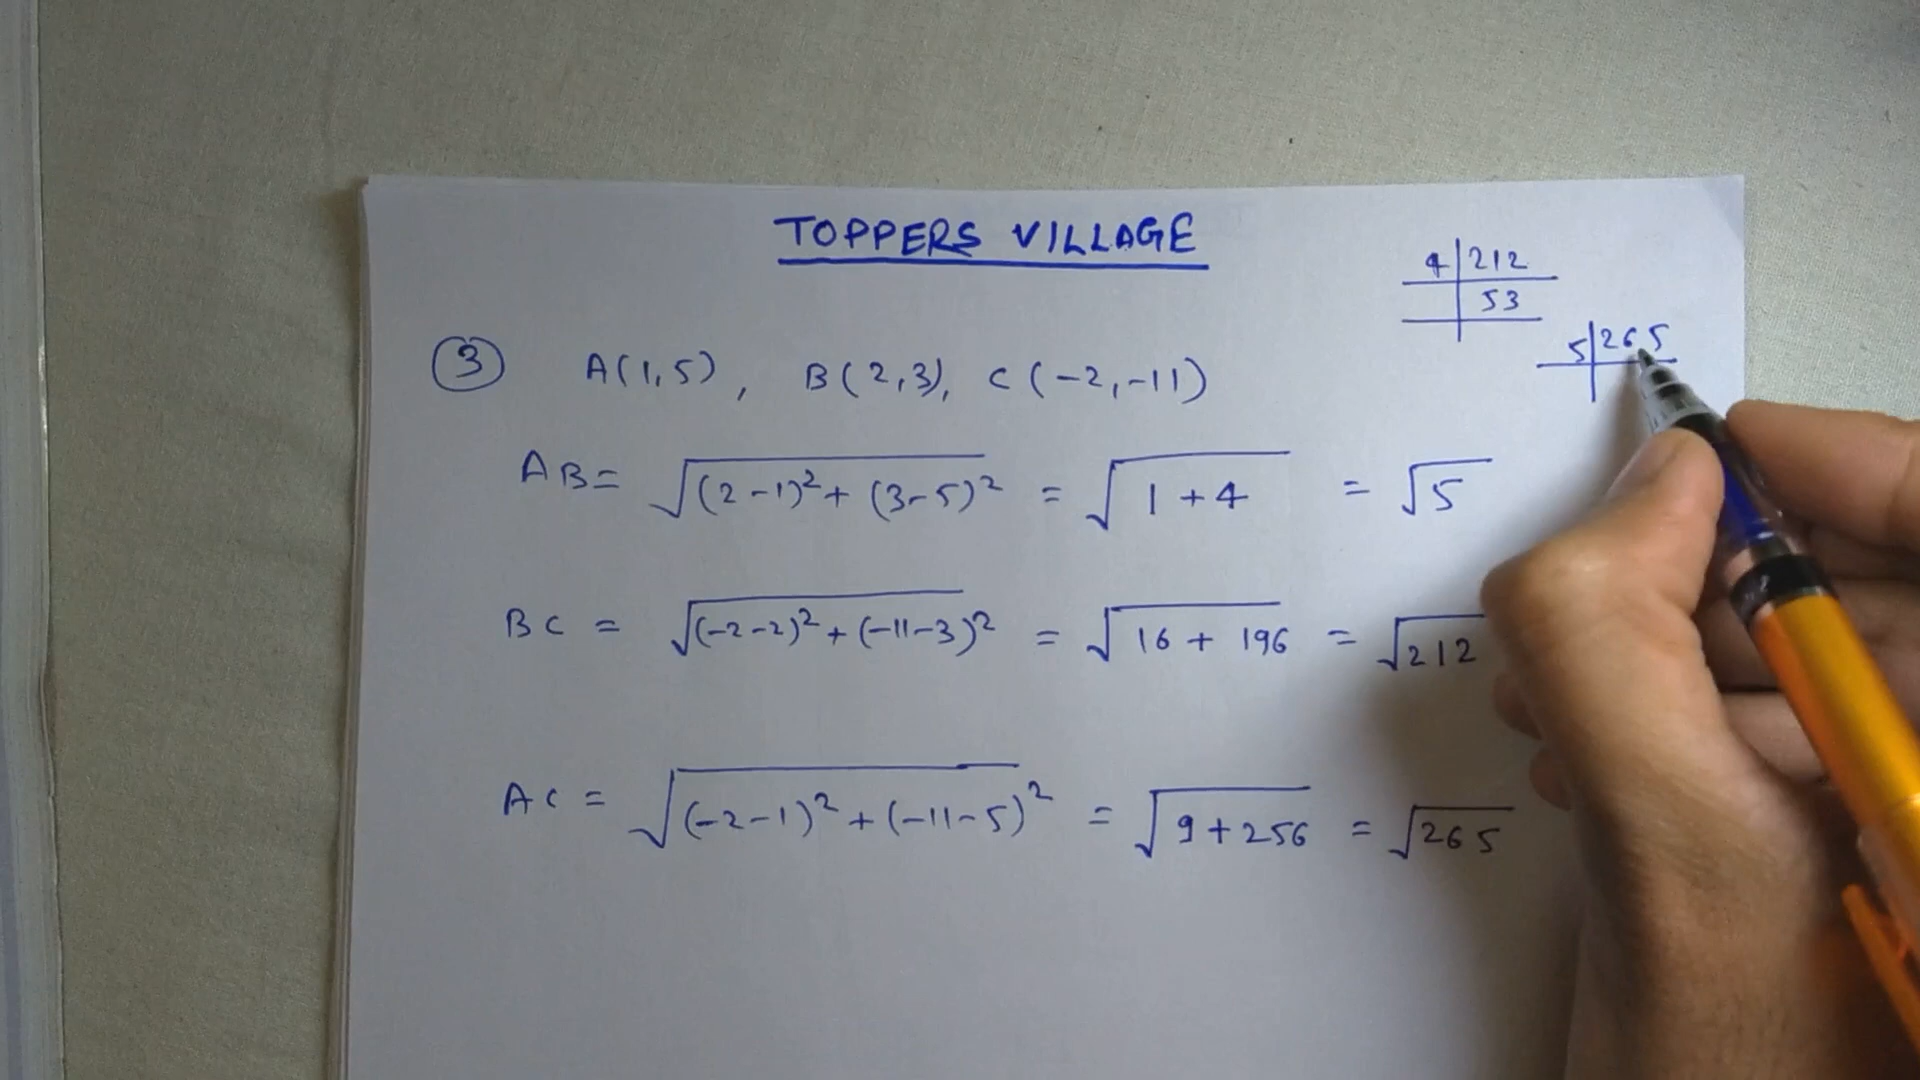 TOPPERS VILLAGE
4 | 212
53
5 | 265
③ A(1,5), B(2,3), C(-2,-11)
AB = √(2-1)² + (3-5)² = √1+4 = √5
BC = √(-2-2)² + (-11-3)² = √16 + 196 = √212
AC = √(-2-1)² + (-11-5)² = √9+256 = √265